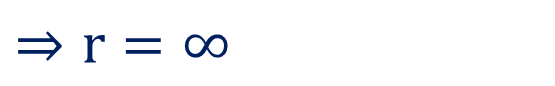 ⇒ r = ∞